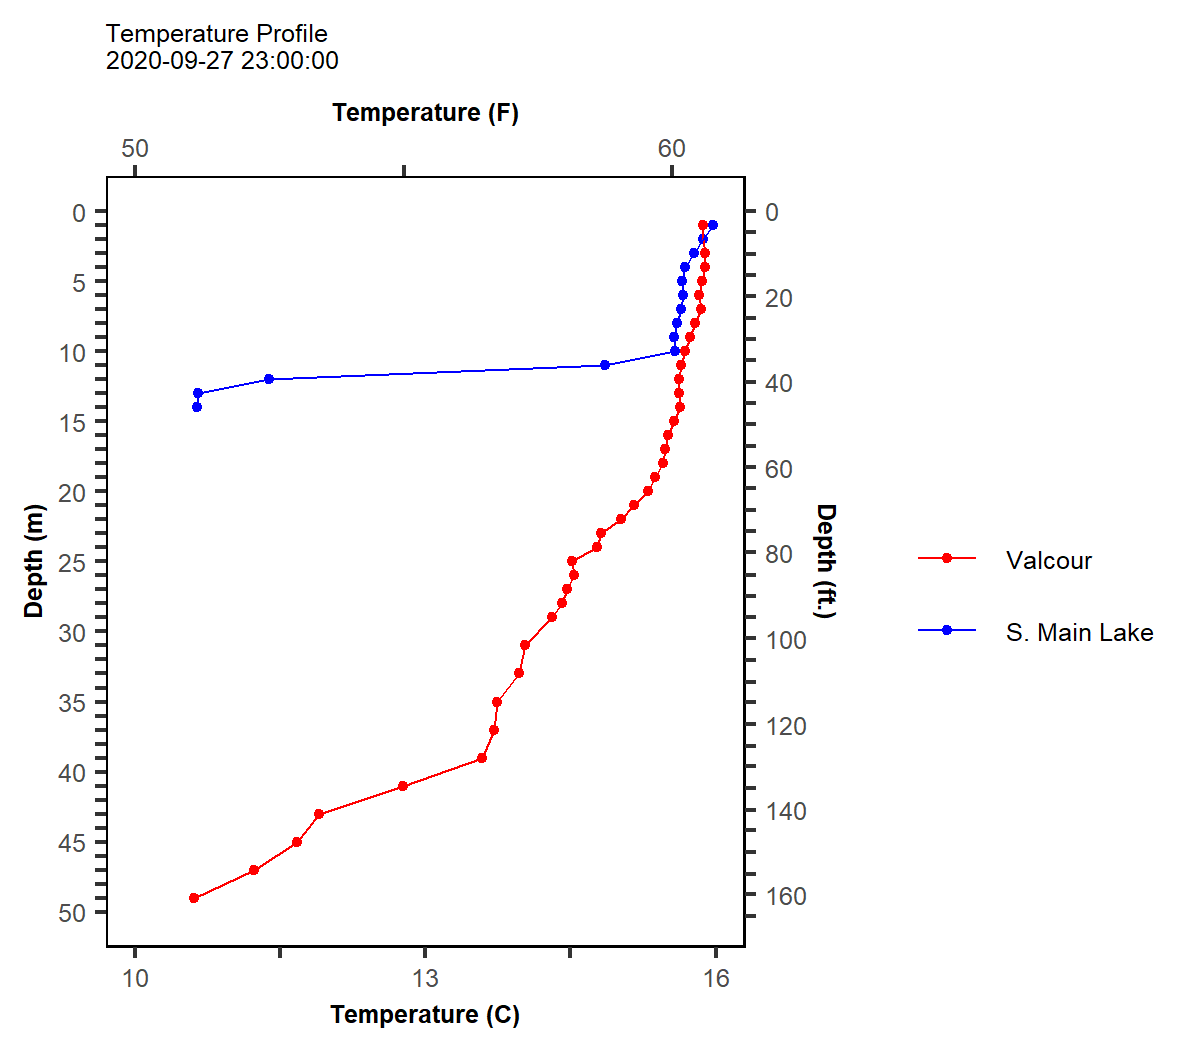 Temperature Profile
2020-09-27 23:00:00
Temperature (F)
50 60
0 0
5
20
10
40
15
60
20
80
25
100
30
120
35
140
40
160
45
50
Depth (m)
Depth (ft.)
Valcour
S. Main Lake
10 13 16
Temperature (C)